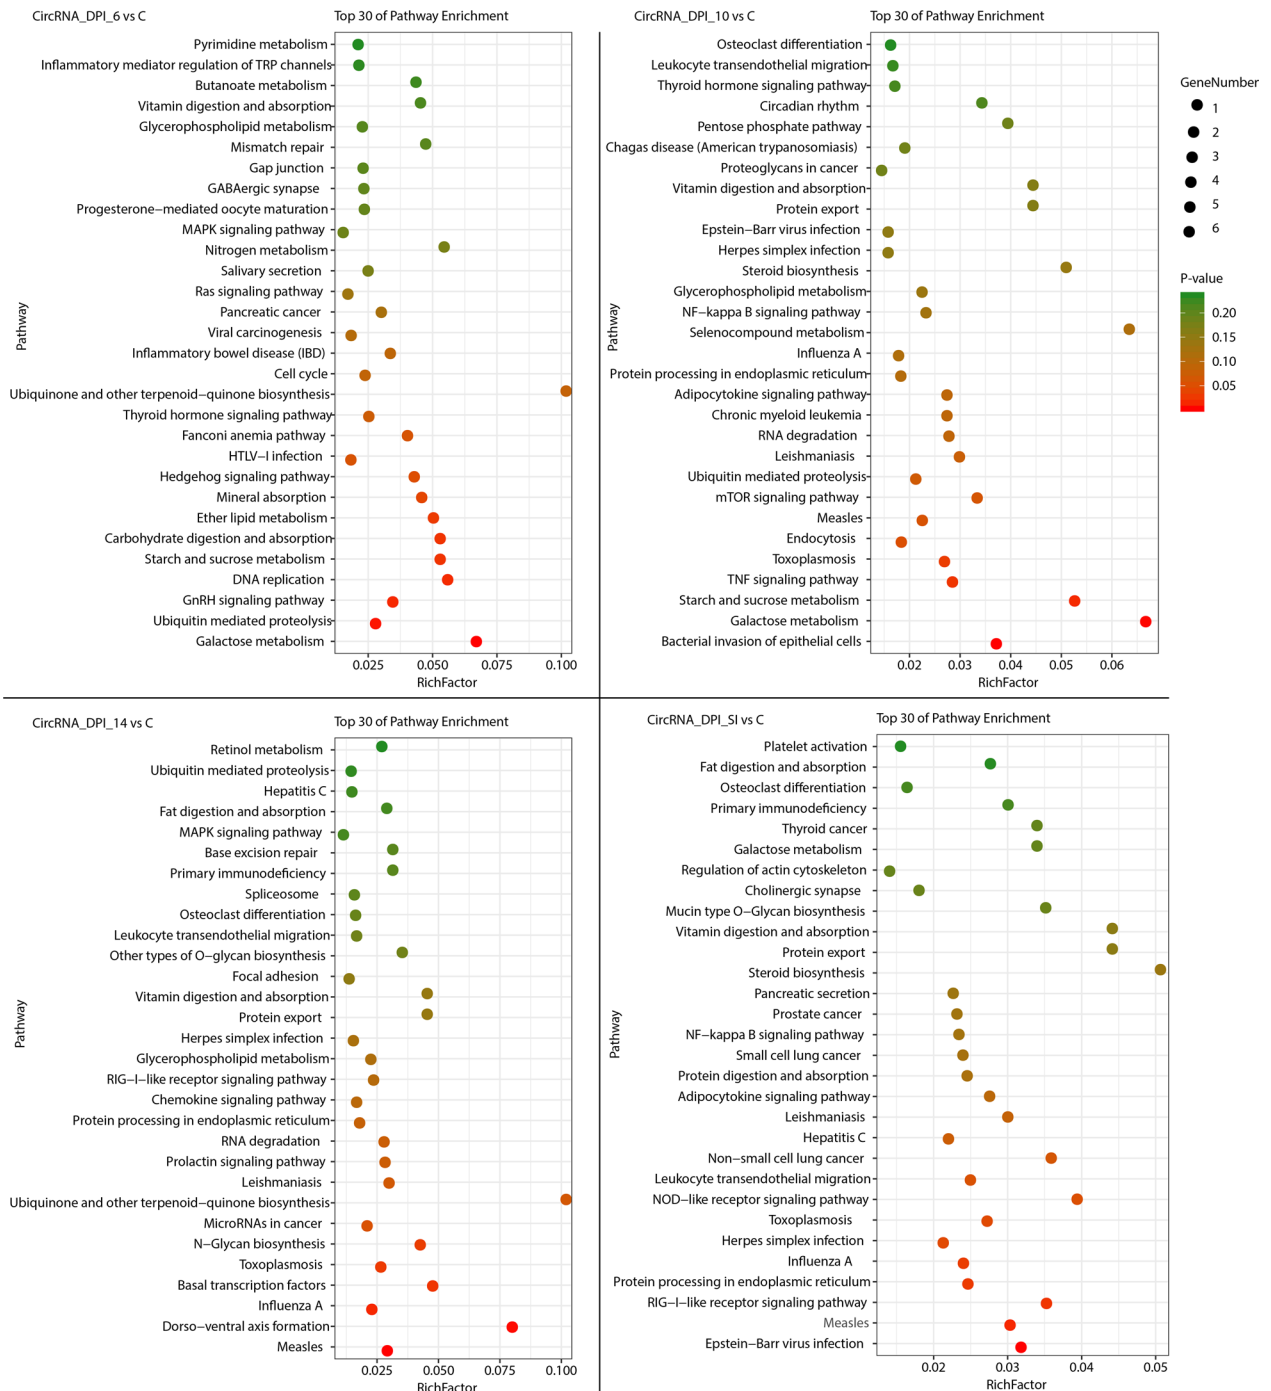 CircRNA_DPI_6 vs C
Top 30 of Pathway Enrichment
Pathway
Pyrimidine metabolism
Inflammatory mediator regulation of TRP channels
Butanoate metabolism
Vitamin digestion and absorption
Glycerophospholipid metabolism
Mismatch repair
Gap junction
GABAergic synapse
Progesterone−mediated oocyte maturation
MAPK signaling pathway
Nitrogen metabolism
Salivary secretion
Ras signaling pathway
Pancreatic cancer
Viral carcinogenesis
Inflammatory bowel disease (IBD)
Cell cycle
Ubiquinone and other terpenoid−quinone biosynthesis
Thyroid hormone signaling pathway
Fanconi anemia pathway
HTLV−I infection
Hedgehog signaling pathway
Mineral absorption
Ether lipid metabolism
Carbohydrate digestion and absorption
Starch and sucrose metabolism
DNA replication
GnRH signaling pathway
Ubiquitin mediated proteolysis
Galactose metabolism
0.025 0.050 0.075 0.100
RichFactor
CircRNA_DPI_10 vs C
Top 30 of Pathway Enrichment
Pathway
Osteoclast differentiation
Leukocyte transendothelial migration
Thyroid hormone signaling pathway
Circadian rhythm
Pentose phosphate pathway
Chagas disease (American trypanosomiasis)
Proteoglycans in cancer
Vitamin digestion and absorption
Protein export
Epstein−Barr virus infection
Herpes simplex infection
Steroid biosynthesis
Glycerophospholipid metabolism
NF−kappa B signaling pathway
Selenocompound metabolism
Influenza A
Protein processing in endoplasmic reticulum
Adipocytokine signaling pathway
Chronic myeloid leukemia
RNA degradation
Leishmaniasis
Ubiquitin mediated proteolysis
mTOR signaling pathway
Measles
Endocytosis
Toxoplasmosis
TNF signaling pathway
Starch and sucrose metabolism
Galactose metabolism
Bacterial invasion of epithelial cells
0.02 0.03 0.04 0.05 0.06
RichFactor
GeneNumber
1
2
3
4
5
6
P-value
0.20
0.15
0.10
0.05
CircRNA_DPI_14 vs C
Top 30 of Pathway Enrichment
Pathway
Retinol metabolism
Ubiquitin mediated proteolysis
Hepatitis C
Fat digestion and absorption
MAPK signaling pathway
Base excision repair
Primary immunodeficiency
Spliceosome
Osteoclast differentiation
Leukocyte transendothelial migration
Other types of O−glycan biosynthesis
Focal adhesion
Vitamin digestion and absorption
Protein export
Herpes simplex infection
Glycerophospholipid metabolism
RIG−I−like receptor signaling pathway
Chemokine signaling pathway
Protein processing in endoplasmic reticulum
RNA degradation
Prolactin signaling pathway
Leishmaniasis
Ubiquinone and other terpenoid−quinone biosynthesis
MicroRNAs in cancer
N−Glycan biosynthesis
Toxoplasmosis
Basal transcription factors
Influenza A
Dorso−ventral axis formation
Measles
0.025 0.050 0.075 0.100
RichFactor
CircRNA_DPI_SI vs C
Top 30 of Pathway Enrichment
Pathway
Platelet activation
Fat digestion and absorption
Osteoclast differentiation
Primary immunodeficiency
Thyroid cancer
Galactose metabolism
Regulation of actin cytoskeleton
Cholinergic synapse
Mucin type O−Glycan biosynthesis
Vitamin digestion and absorption
Protein export
Steroid biosynthesis
Pancreatic secretion
Prostate cancer
NF−kappa B signaling pathway
Small cell lung cancer
Protein digestion and absorption
Adipocytokine signaling pathway
Leishmaniasis
Hepatitis C
Non−small cell lung cancer
Leukocyte transendothelial migration
NOD−like receptor signaling pathway
Toxoplasmosis
Herpes simplex infection
Influenza A
Protein processing in endoplasmic reticulum
RIG−I−like receptor signaling pathway
Measles
Epstein−Barr virus infection
0.02 0.03 0.04 0.05
RichFactor